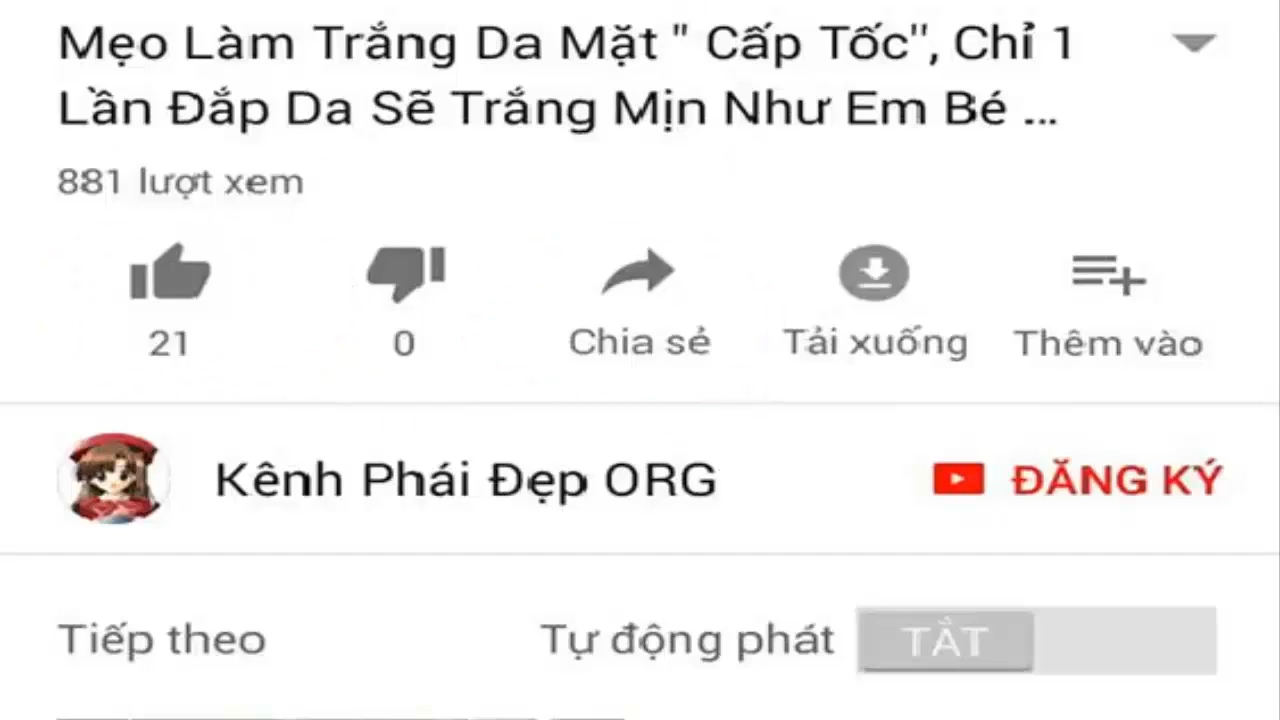 Mẹo Làm Trắng Da Mặt " Cấp Tốc", Chỉ 1
Lần Đắp Da Sẽ Trắng Mịn Như Em Bé ...
881 lượt xem
21
0
Chia sẻ
Tải xuống
Thêm vào
Kênh Phái Đẹp ORG
ĐĂNG KÝ
Tiếp theo
Tự động phát
TẮT